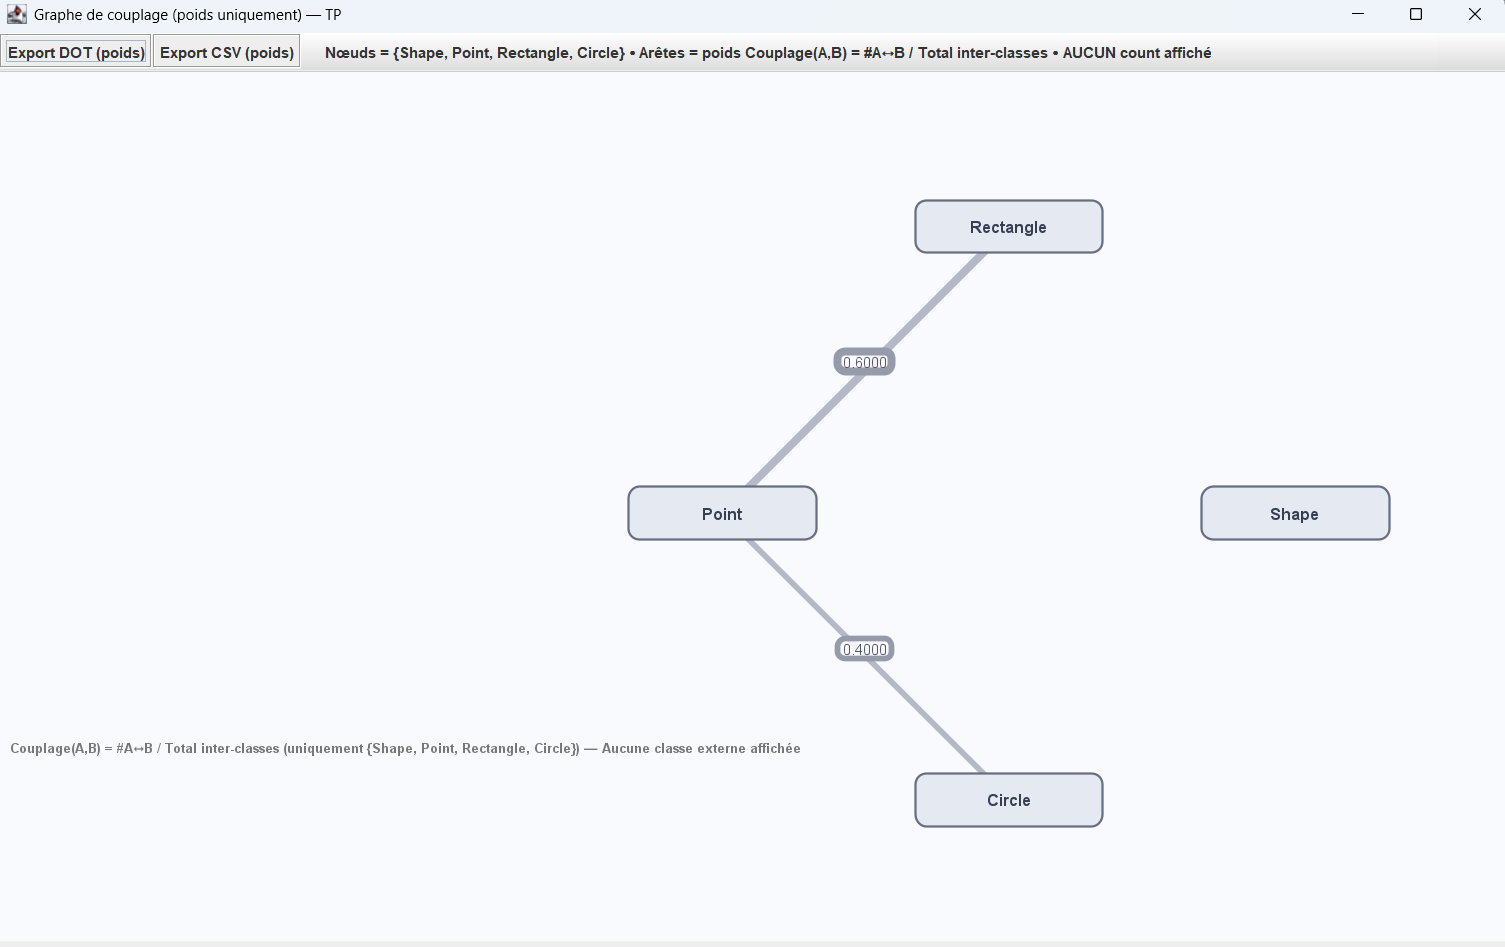 Graphe de couplage (poids uniquement) — TP
Export DOT (poids) Export CSV (poids) Nœuds = {Shape, Point, Rectangle, Circle} • Arêtes = poids Couplage(A,B) = #A↔B / Total inter-classes • AUCUN count affiché
Rectangle
0.6000
Point
Shape
0.4000
Couplage(A,B) = #A↔B / Total inter-classes (uniquement {Shape, Point, Rectangle, Circle}) — Aucune classe externe affichée
Circle